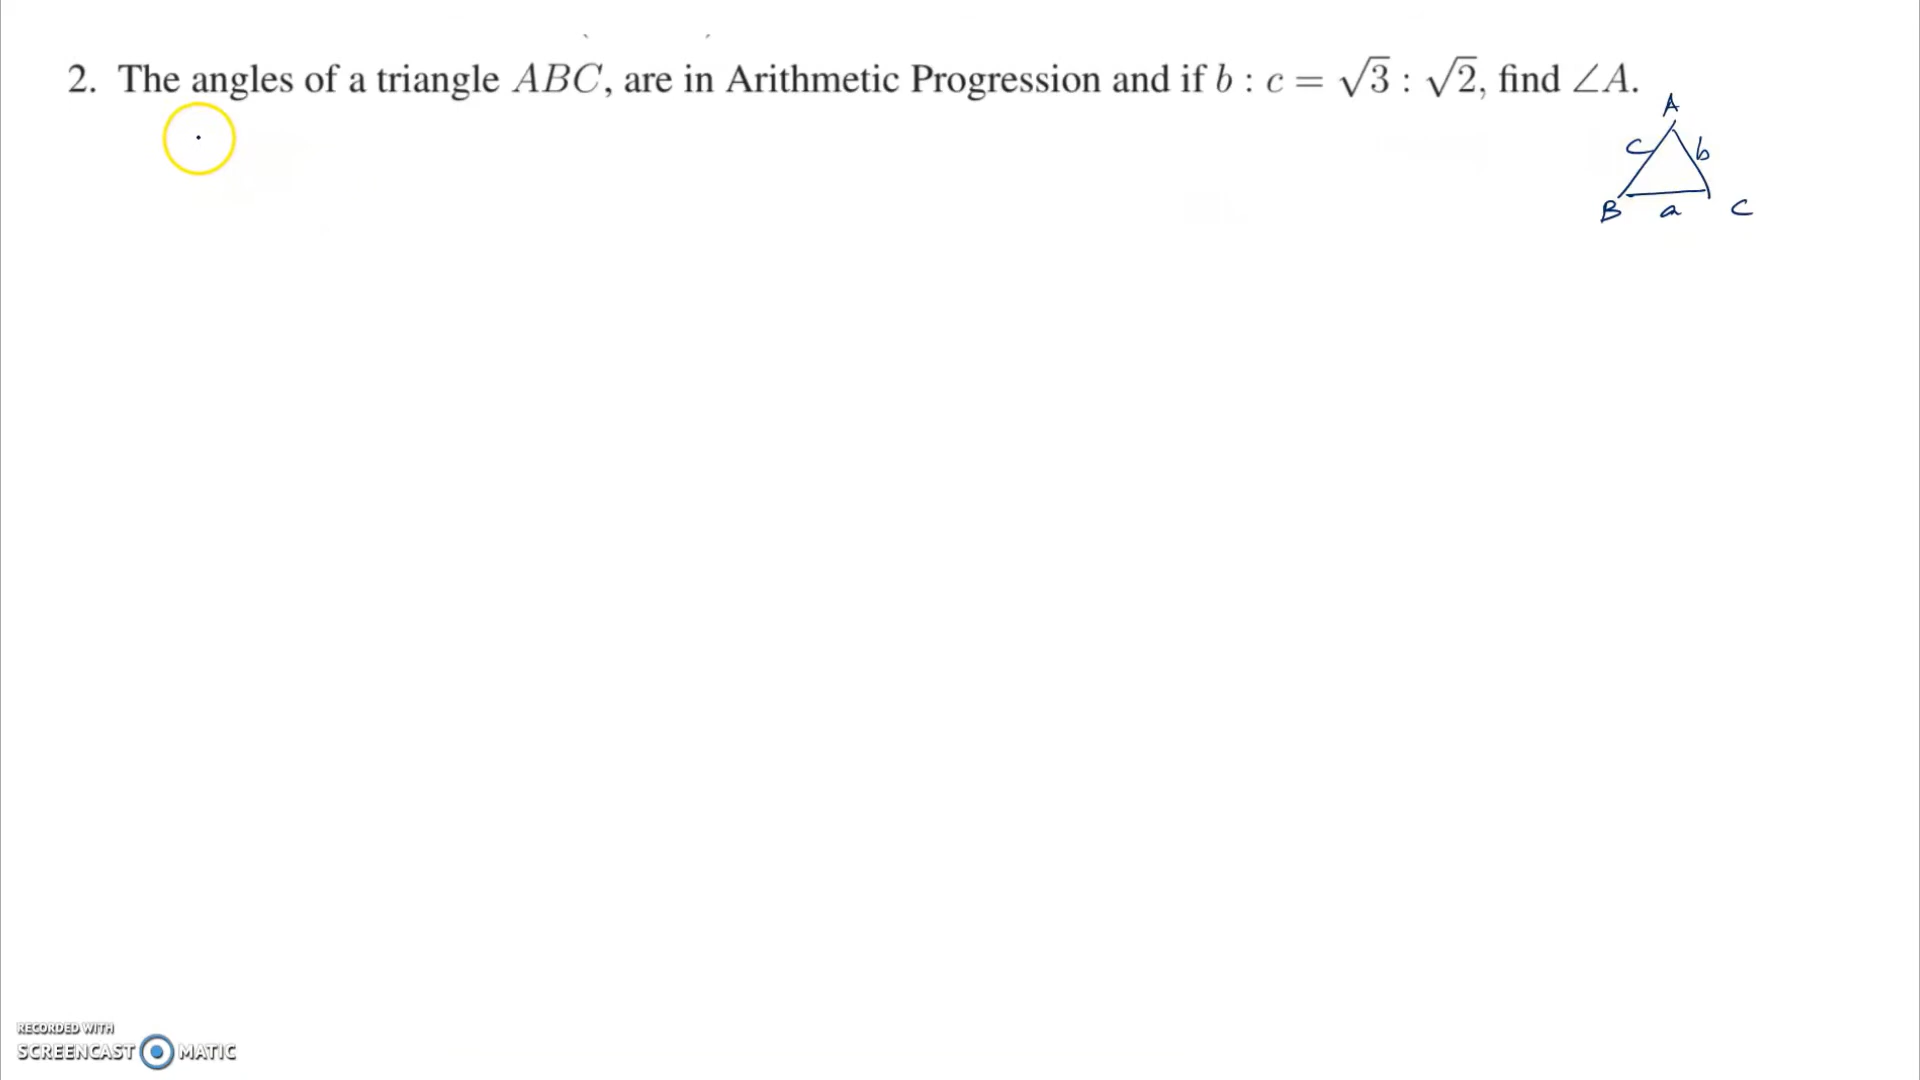 2. The angles of a triangle ABC, are in Arithmetic Progression and if b : c = √3 : √2, find ∠A.
A
c b
B a C
RECORDED WITH
SCREENCAST MATIC